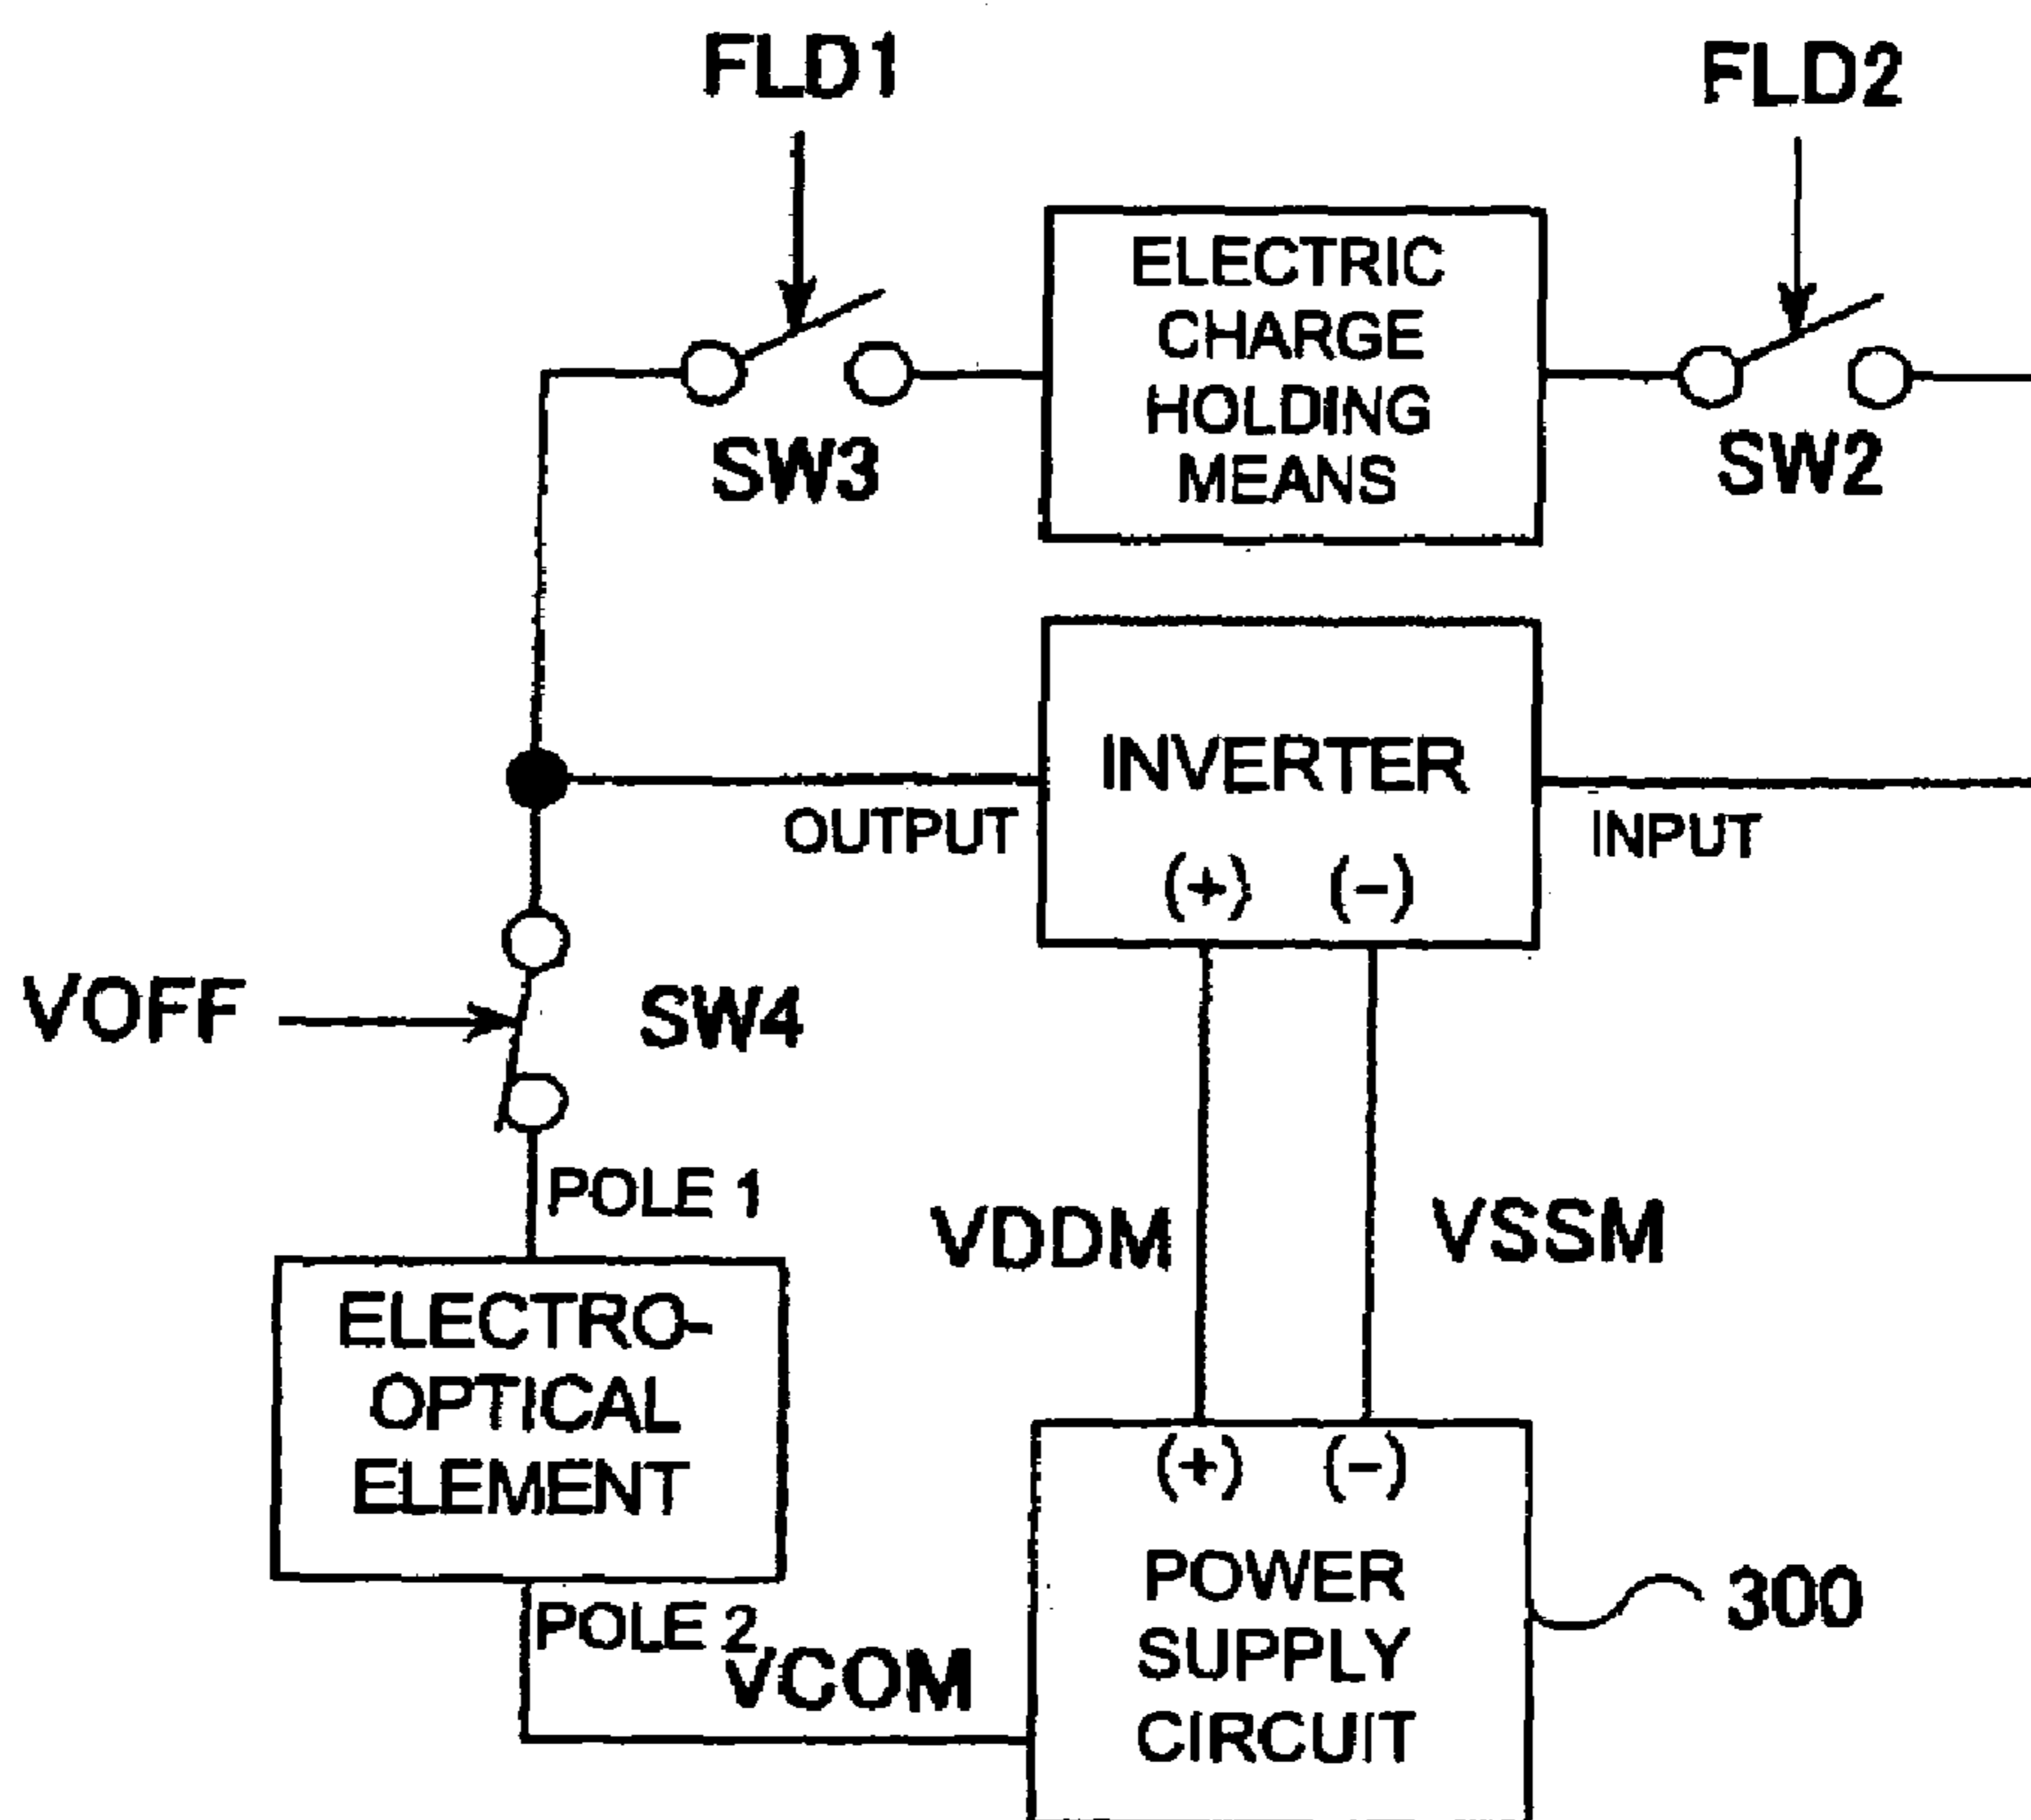 FLD1
FLD2
ELECTRIC
CHARGE
HOLDING
MEANS
SW3
SW2
INVERTER
OUTPUT
INPUT
(+) (−)
VOFF
SW4
POLE 1
VDDM
VSSM
ELECTRO-
OPTICAL
ELEMENT
(+) (−)
POWER
SUPPLY
CIRCUIT
300
POLE 2
VCOM